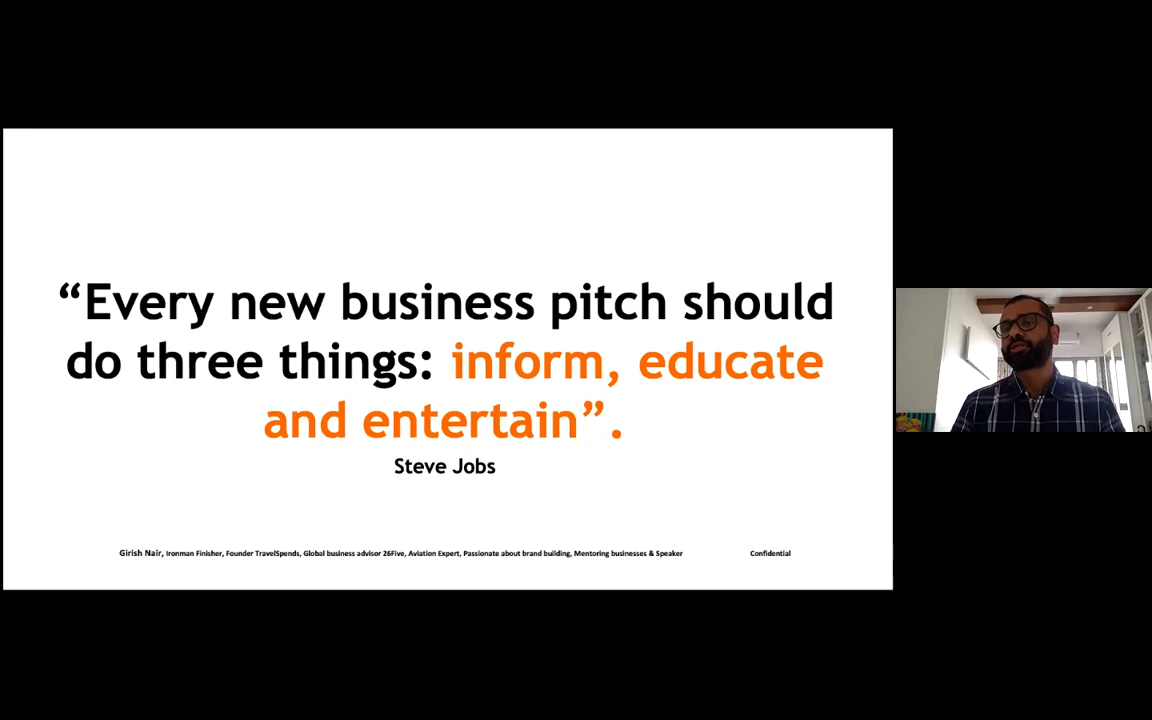 “Every new business pitch should
do three things: inform, educate
and entertain”.
Steve Jobs
Girish Nair, Ironman Finisher, Founder TravelSpends, Global business advisor 26Five, Aviation Expert, Passionate about brand building, Mentoring businesses & Speaker Confidential